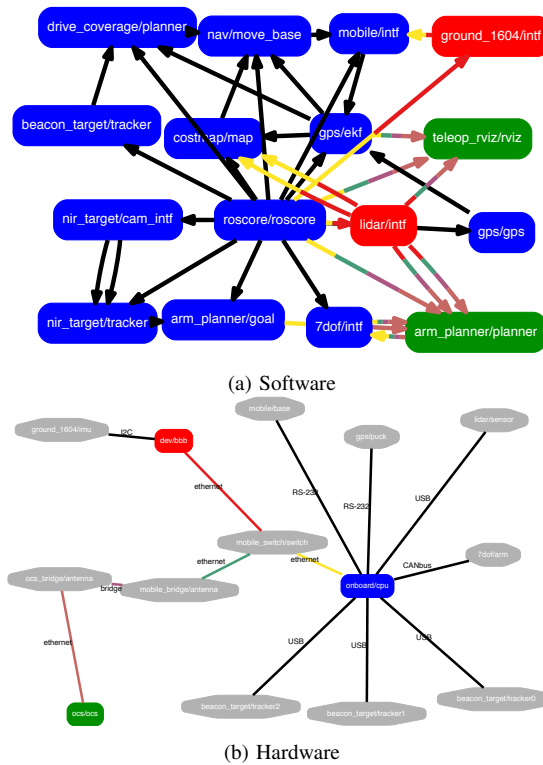 drive_coverage/planner
nav/move_base
mobile/intf
ground_1604/intf
beacon_target/tracker
costmap/map
gps/ekf
teleop_rviz/rviz
nir_target/cam_intf
roscore/roscore
lidar/intf
gps/gps
nir_target/tracker
arm_planner/goal
7dof/intf
arm_planner/planner
(a) Software
ground_1604/imu
I2C
dev/bbb
mobile/base
gps/puck
lidar/sensor
ethernet
RS-232
RS-232
USB
mobile_switch/switch
ethernet
ethernet
7dof/arm
CANbus
ocs_bridge/antenna
bridge
mobile_bridge/antenna
onboard/cpu
ethernet
USB
USB
USB
ocs/ocs
beacon_target/tracker2
beacon_target/tracker1
beacon_target/tracker0
(b) Hardware